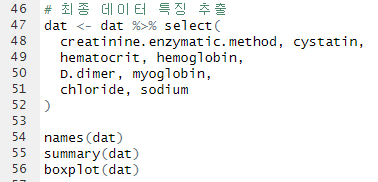 46 # 최종 데이터 특징 추출
47 dat <- dat %>% select(
48   creatinine.enzymatic.method, cystatin,
49   hematocrit, hemoglobin,
50   D.dimer, myoglobin,
51   chloride, sodium
52 )
53
54 names(dat)
55 summary(dat)
56 boxplot(dat)